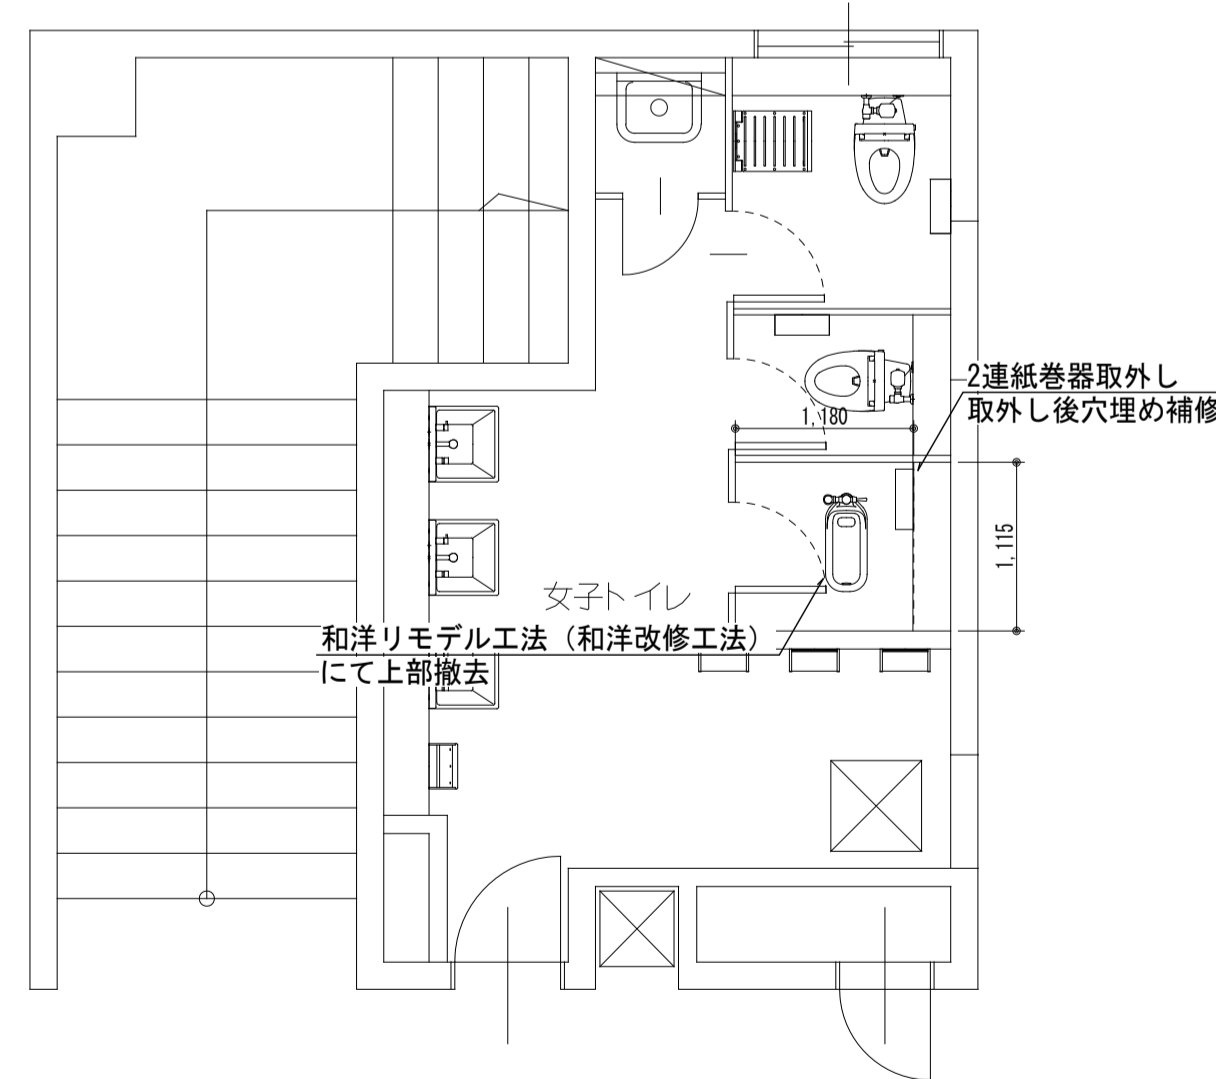 2連紙巻器取外し
取外し後穴埋め補修
1,180
1,115
女子トイレ
和洋リモデル工法（和洋改修工法）
にて上部撤去